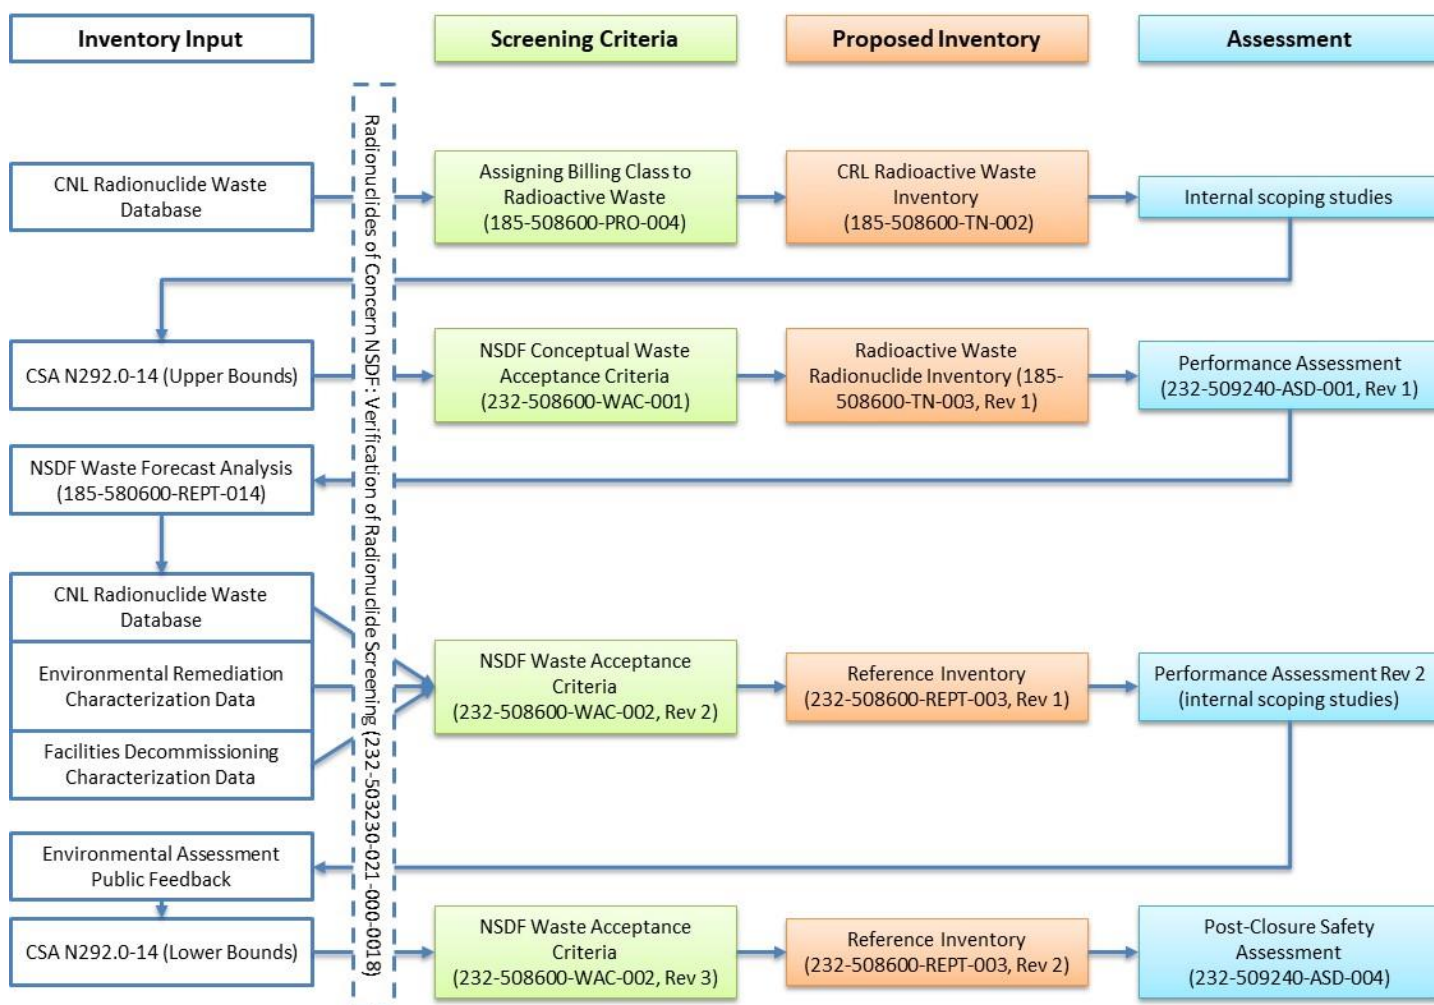 Inventory Input
Screening Criteria
Proposed Inventory
Assessment
Radionuclides of Concern NSDF: Verification of Radionuclide Screening (232-503230-021-000-0018)
CNL Radionuclide Waste
Database
Assigning Billing Class to
Radioactive Waste
(185-508600-PRO-004)
CRL Radioactive Waste
Inventory
(185-508600-TN-002)
Internal scoping studies
CSA N292.0-14 (Upper Bounds)
NSDF Conceptual Waste
Acceptance Criteria
(232-508600-WAC-001)
Radioactive Waste
Radionuclide Inventory (185-
508600-TN-003, Rev 1)
Performance Assessment
(232-509240-ASD-001, Rev 1)
NSDF Waste Forecast Analysis
(185-580600-REPT-014)
CNL Radionuclide Waste
Database
Environmental Remediation
Characterization Data
Facilities Decommissioning
Characterization Data
NSDF Waste Acceptance
Criteria
(232-508600-WAC-002, Rev 2)
Reference Inventory
(232-508600-REPT-003, Rev 1)
Performance Assessment Rev 2
(internal scoping studies)
Environmental Assessment
Public Feedback
CSA N292.0-14 (Lower Bounds)
NSDF Waste Acceptance
Criteria
(232-508600-WAC-002, Rev 3)
Reference Inventory
(232-508600-REPT-003, Rev 2)
Post-Closure Safety
Assessment
(232-509240-ASD-004)